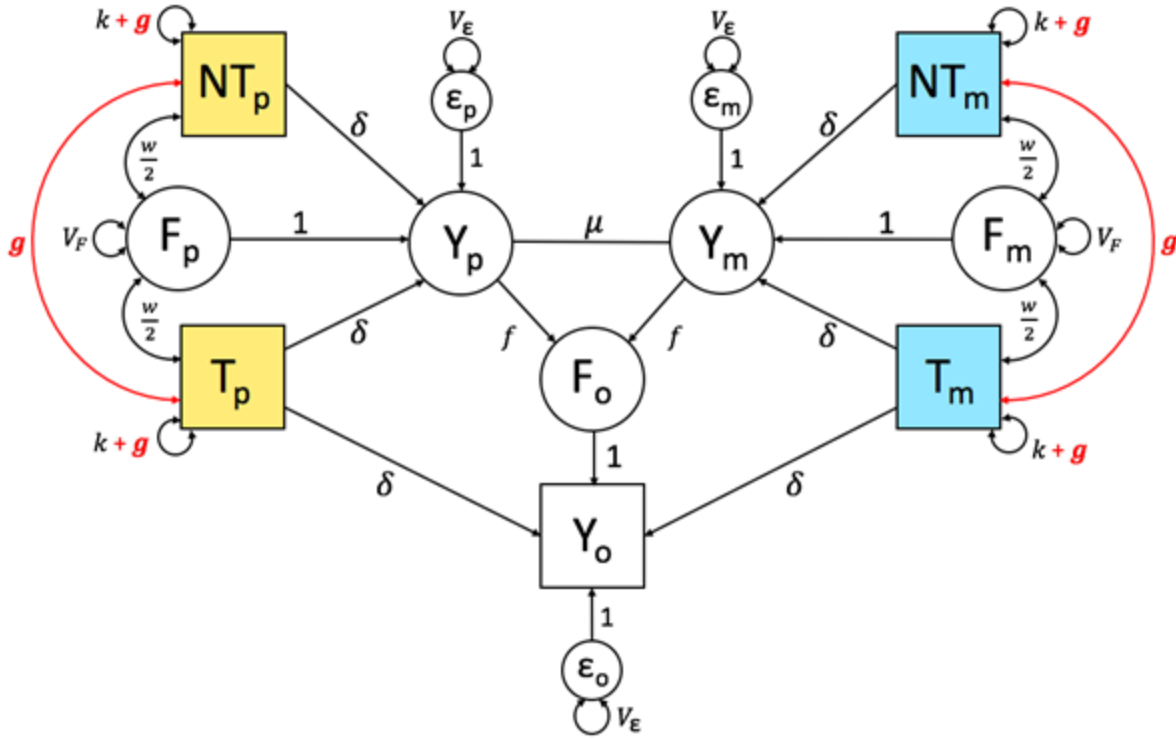 k + g
V_ε
V_ε
k + g
NT_p
ε_p
ε_m
NT_m
δ
δ
1
1
w/2
w/2
g
V_F
F_p
1
Y_p
μ
Y_m
1
F_m
V_F
g
w/2
w/2
δ
f
f
δ
T_p
F_o
T_m
k + g
k + g
1
δ
δ
Y_o
1
ε_o
V_ε